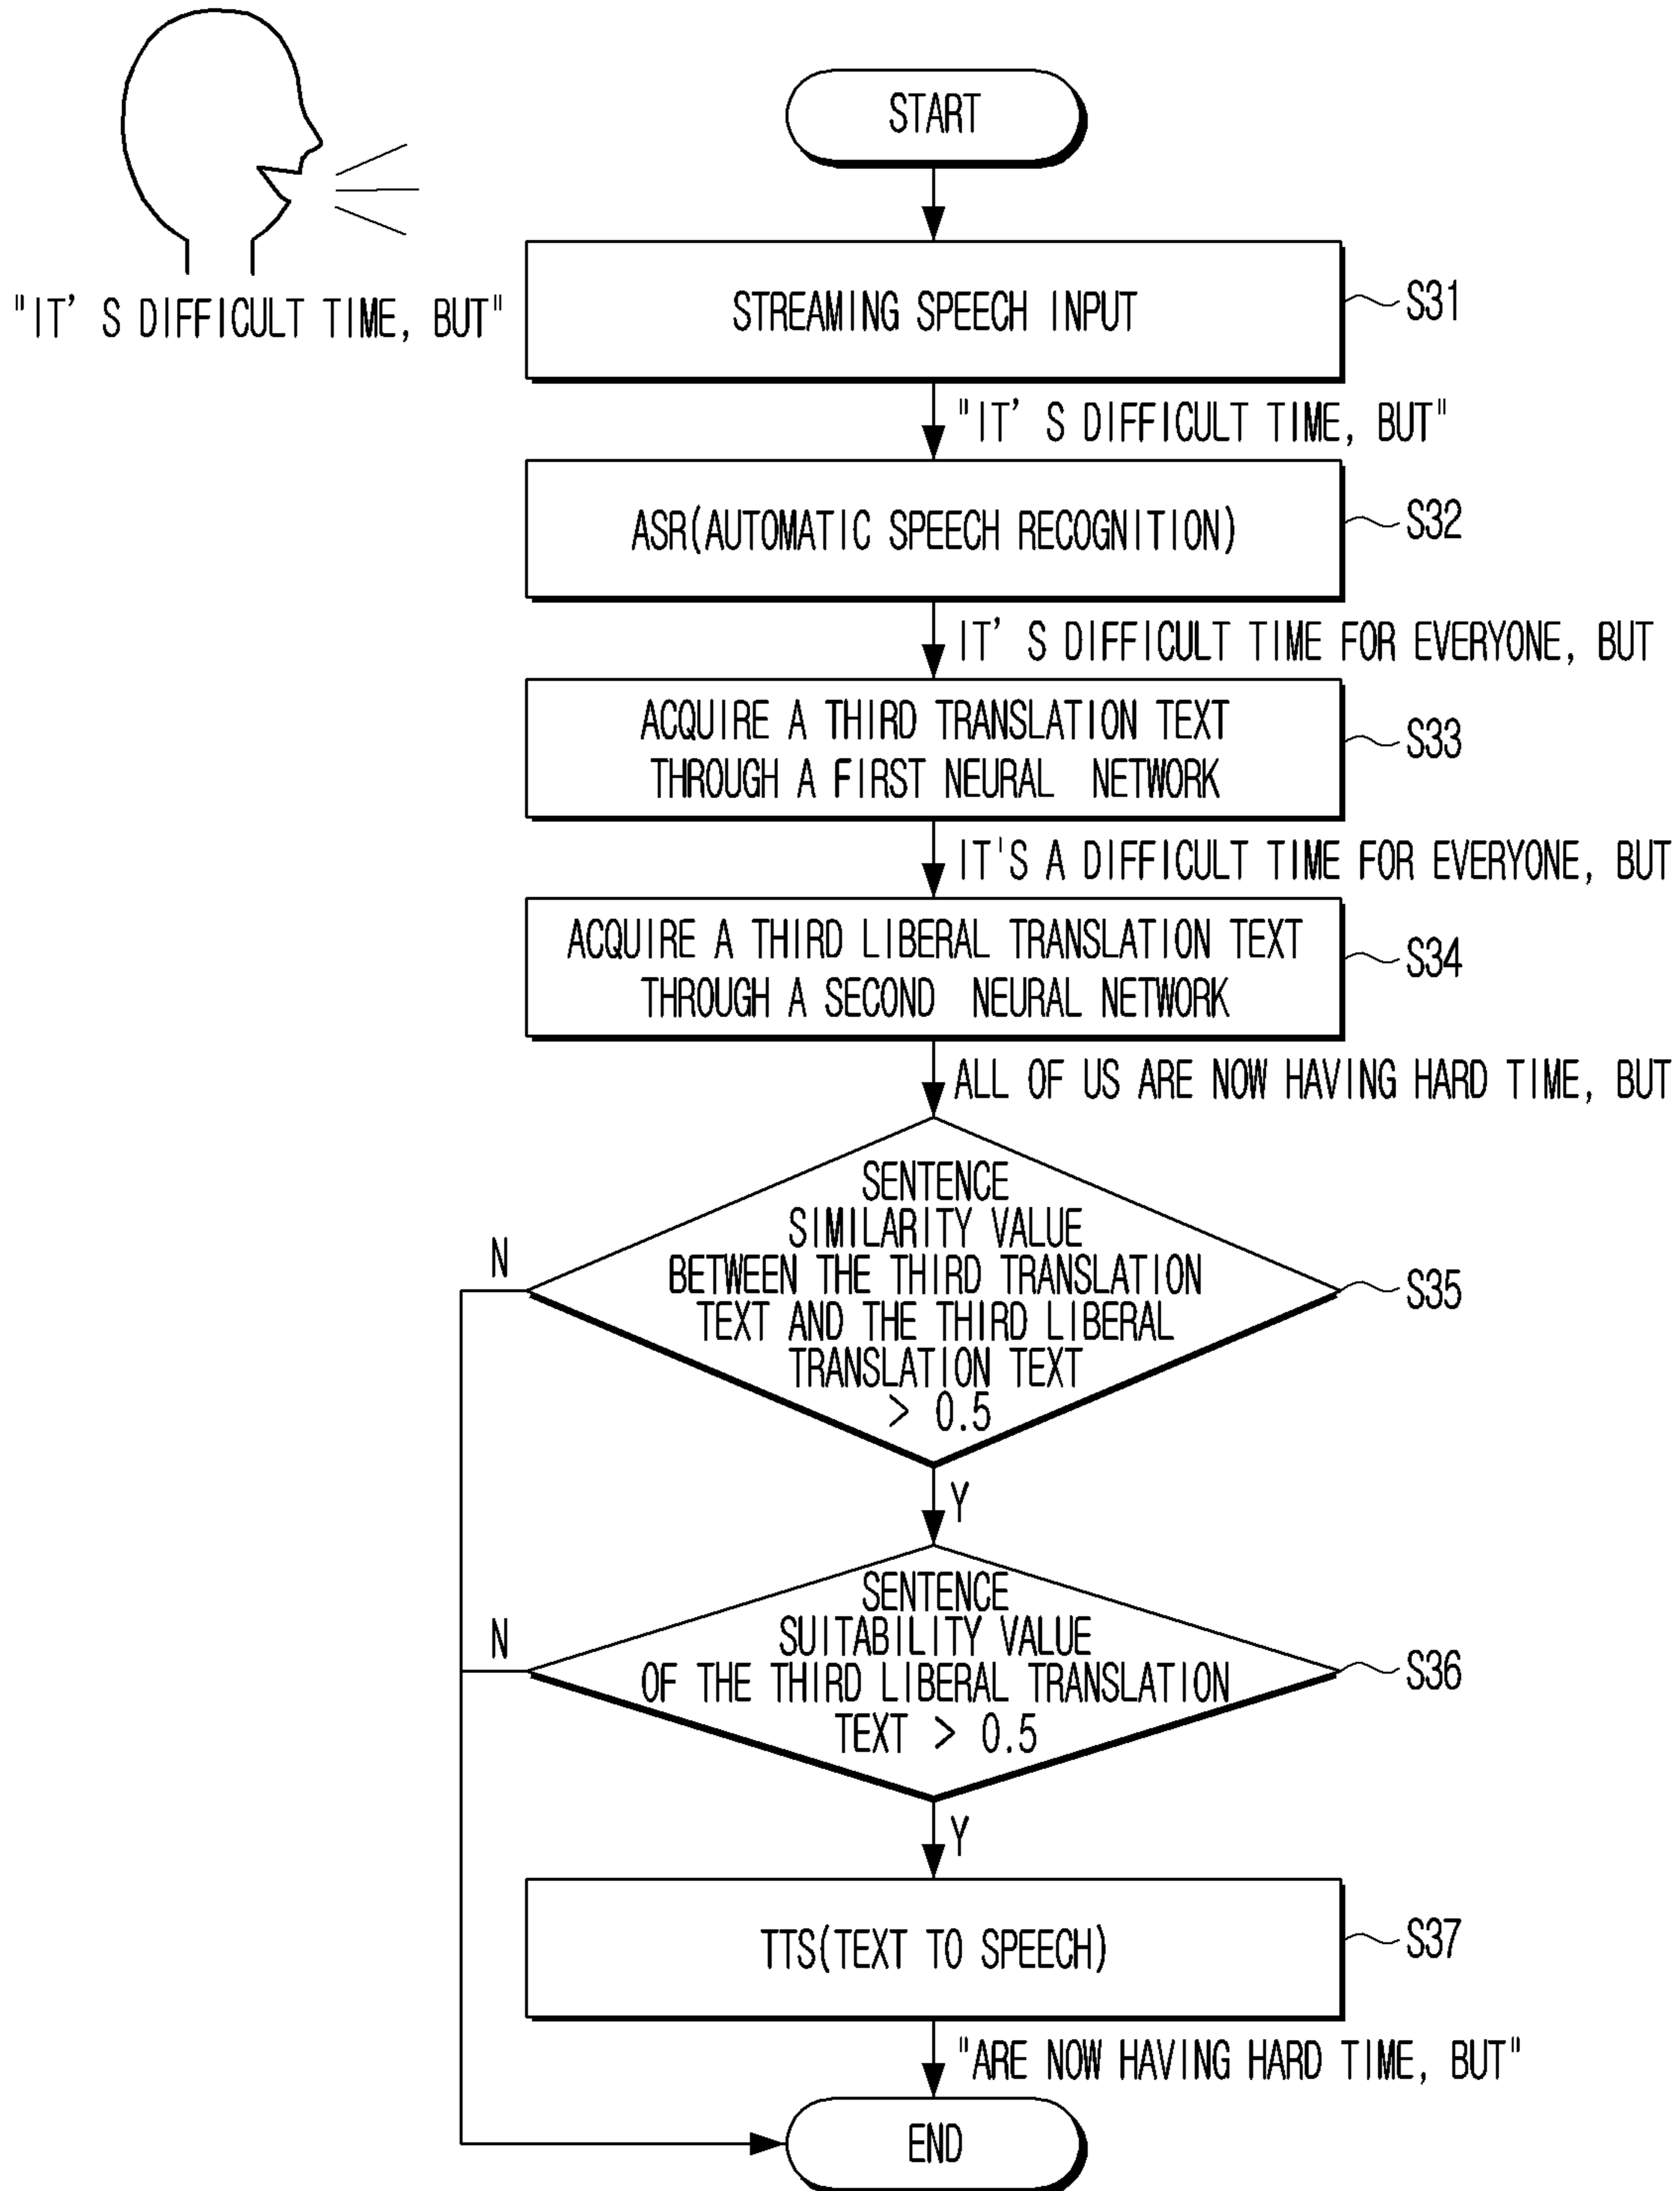 START
"IT' S DIFFICULT TIME, BUT"
STREAMING SPEECH INPUT
S31
"IT' S DIFFICULT TIME, BUT"
ASR(AUTOMATIC SPEECH RECOGNITION)
S32
IT' S DIFFICULT TIME FOR EVERYONE, BUT
ACQUIRE A THIRD TRANSLATION TEXT
THROUGH A FIRST NEURAL NETWORK
S33
IT'S A DIFFICULT TIME FOR EVERYONE, BUT
ACQUIRE A THIRD LIBERAL TRANSLATION TEXT
THROUGH A SECOND NEURAL NETWORK
S34
ALL OF US ARE NOW HAVING HARD TIME, BUT
SENTENCE
SIMILARITY VALUE
BETWEEN THE THIRD TRANSLATION
TEXT AND THE THIRD LIBERAL
TRANSLATION TEXT
> 0.5
N
S35
Y
SENTENCE
SUITABILITY VALUE
OF THE THIRD LIBERAL TRANSLATION
TEXT > 0.5
N
S36
Y
TTS(TEXT TO SPEECH)
S37
"ARE NOW HAVING HARD TIME, BUT"
END